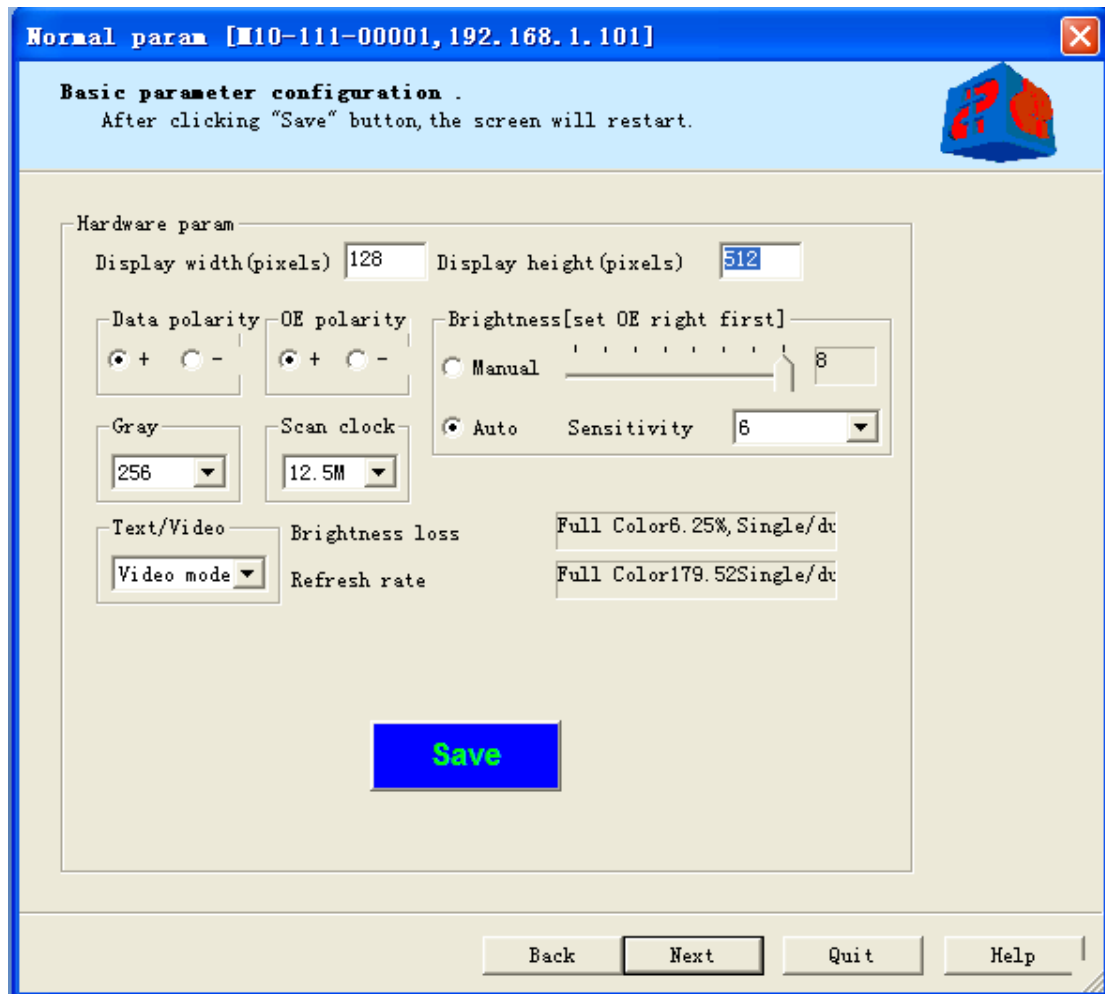 Normal param [M10-111-00001, 192.168.1.101]
Basic parameter configuration .
After clicking "Save" button, the screen will restart.
Hardware param
Display width(pixels) 128 Display height(pixels) 512
Data polarity OE polarity Brightness[set OE right first]
+ - + - Manual 8
Gray Scan clock Auto Sensitivity 6
256 12.5M
Text/Video Brightness loss Full Color6.25%, Single/du
Video mode Refresh rate Full Color179.52Single/du
Save
Back Next Quit Help